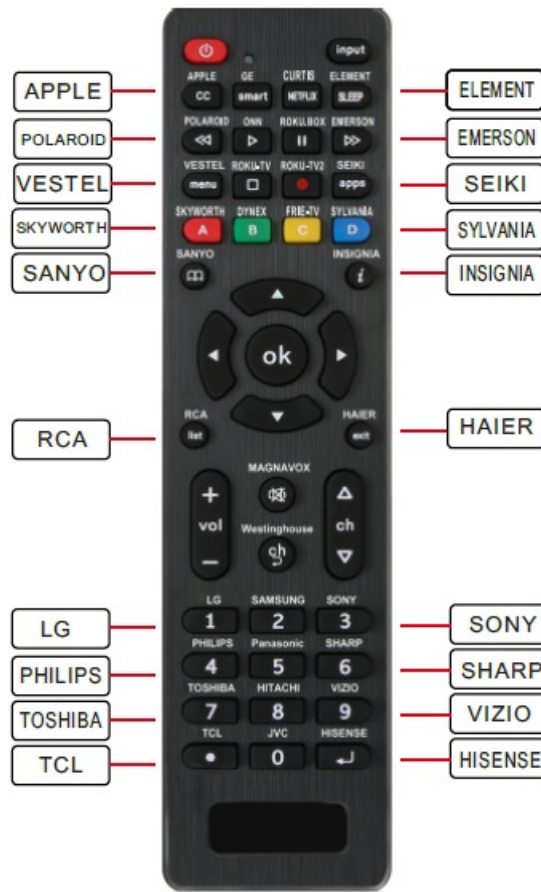 input
APPLE GE CURTIS ELEMENT
APPLE CC smart NETFLIX SLEEP ELEMENT
POLAROID ONN ROKU.BOX EMERSON
POLAROID EMERSON
VESTEL ROKU-TV ROKU-TV2 SEIKI
VESTEL menu apps SEIKI
SKYWORTH DYNEX FRIE-TV SYLVANIA
SKYWORTH A B C D SYLVANIA
SANYO INSIGNIA
SANYO i INSIGNIA
ok
RCA HAIER
RCA list exit HAIER
MAGNAVOX
+
vol ch
Westinghouse
ch
–
LG SAMSUNG SONY
LG 1 2 3 SONY
PHILIPS Panasonic SHARP
PHILIPS 4 5 6 SHARP
TOSHIBA HITACHI VIZIO
TOSHIBA 7 8 9 VIZIO
TCL JVC HISENSE
TCL • 0 HISENSE